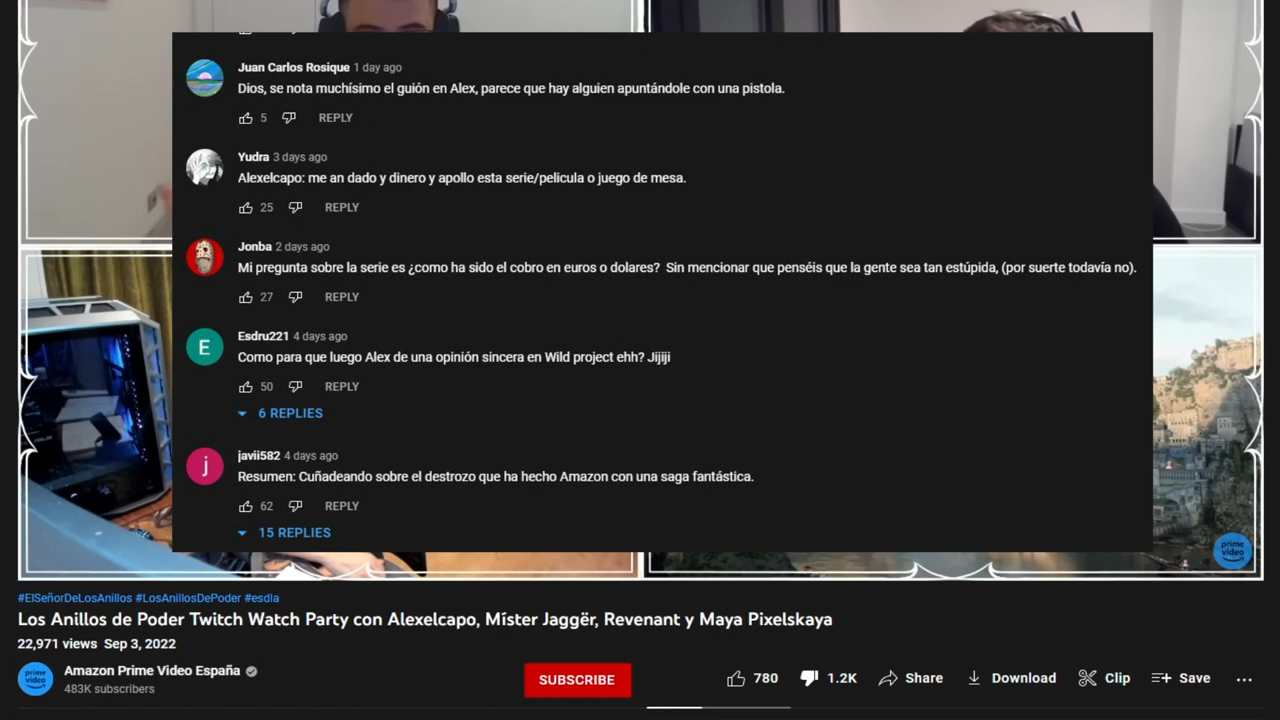 Juan Carlos Rosique 1 day ago
Dios, se nota muchísimo el guión en Alex, parece que hay alguien apuntándole con una pistola.
5 REPLY
Yudra 3 days ago
Alexelcapo: me an dado y dinero y apollo esta serie/pelicula o juego de mesa.
25 REPLY
Jonba 2 days ago
Mi pregunta sobre la serie es ¿como ha sido el cobro en euros o dolares? Sin mencionar que penséis que la gente sea tan estúpida, (por suerte todavía no).
27 REPLY
E
Esdru221 4 days ago
Como para que luego Alex de una opinión sincera en Wild project ehh? Jijiji
50 REPLY
6 REPLIES
j
javii582 4 days ago
Resumen: Cuñadeando sobre el destrozo que ha hecho Amazon con una saga fantástica.
62 REPLY
15 REPLIES
prime
video
#ElSeñorDeLosAnillos #LosAnillosDePoder #esdla
Los Anillos de Poder Twitch Watch Party con Alexelcapo, Míster Jaggër, Revenant y Maya Pixelskaya
22,971 views Sep 3, 2022
prime
video
Amazon Prime Video España
483K subscribers
SUBSCRIBE
780 1.2K Share Download Clip Save ...